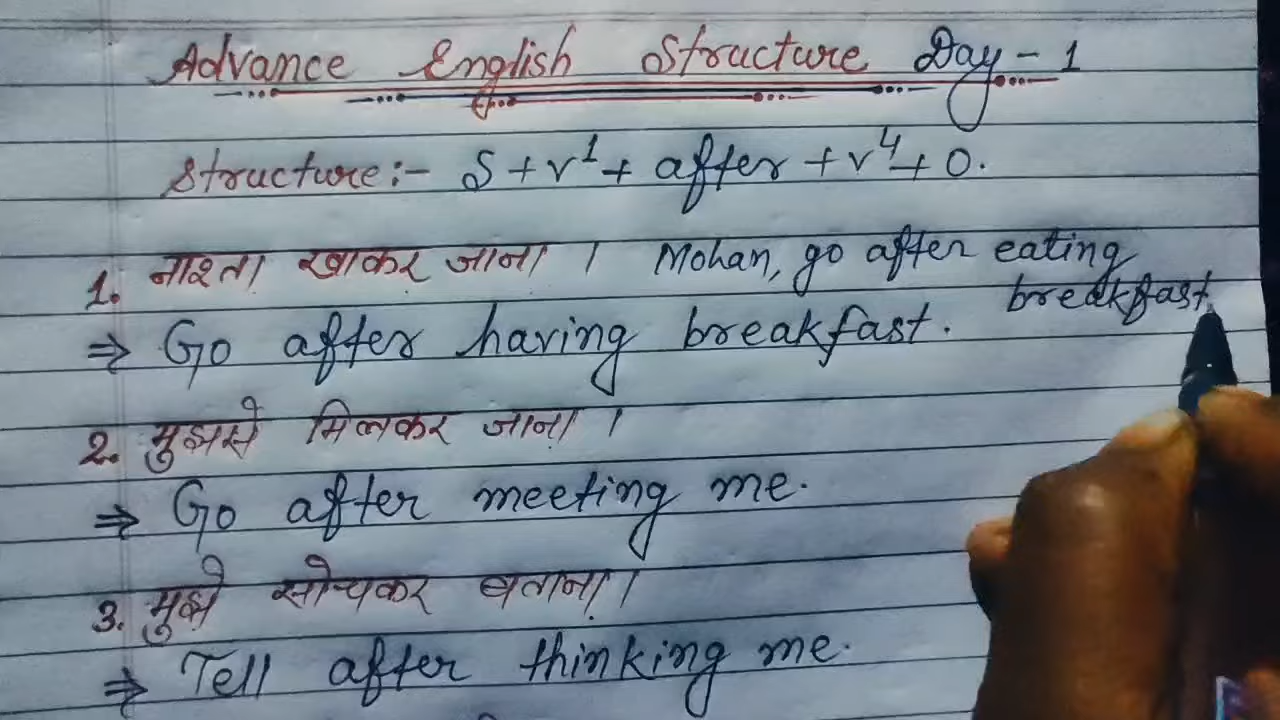 Advance English Structure Day-1
Structure:- S+v¹+ after +v⁴+0.
1. नाश्ता खाकर जाना । Mohan, go after eating
breakfast.
⇒ Go after having breakfast.
2. मुझसे मिलकर जाना ।
⇒ Go after meeting me.
3. मुझे सोचकर बताना ।
⇒ Tell after thinking me.